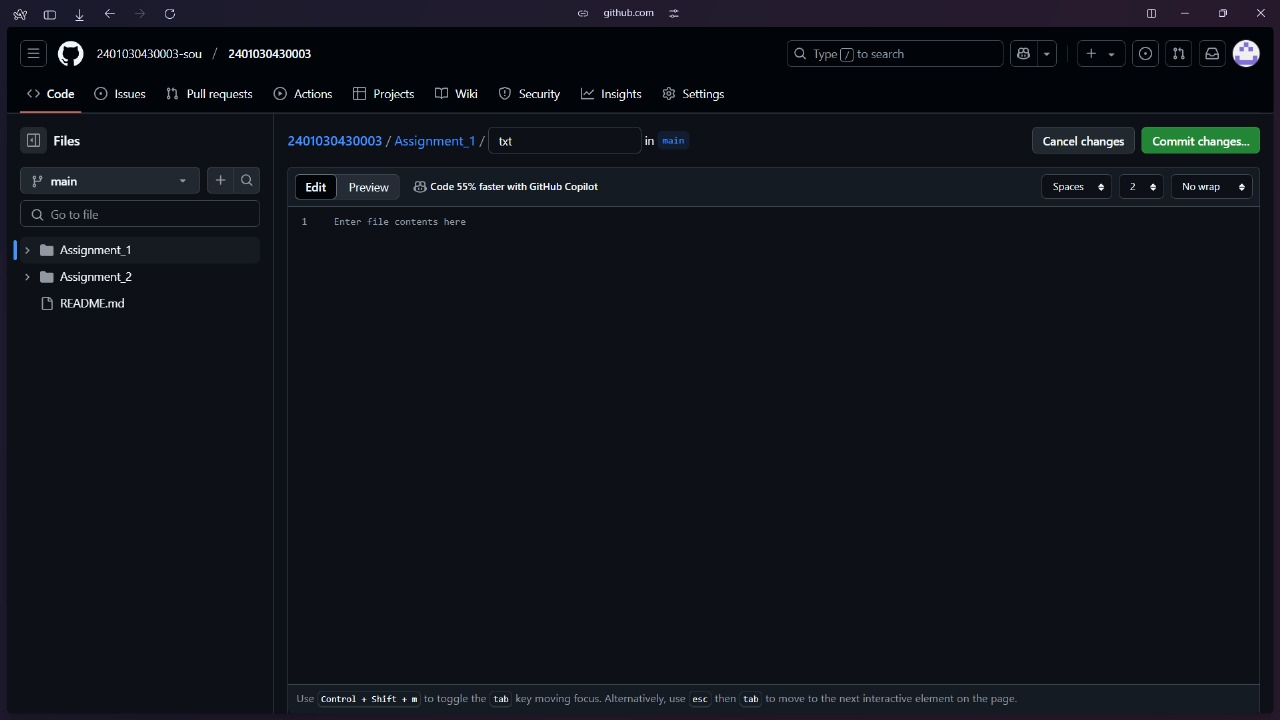 github.com
2401030430003-sou / 2401030430003
Type / to search
Code Issues Pull requests Actions Projects Wiki Security Insights Settings
Files
2401030430003 / Assignment_1 / txt in main
Cancel changes Commit changes...
main
Edit Preview Code 55% faster with GitHub Copilot
Spaces 2 No wrap
Go to file
1 Enter file contents here
Assignment_1
Assignment_2
README.md
Use Control + Shift + m to toggle the tab key moving focus. Alternatively, use esc then tab to move to the next interactive element on the page.